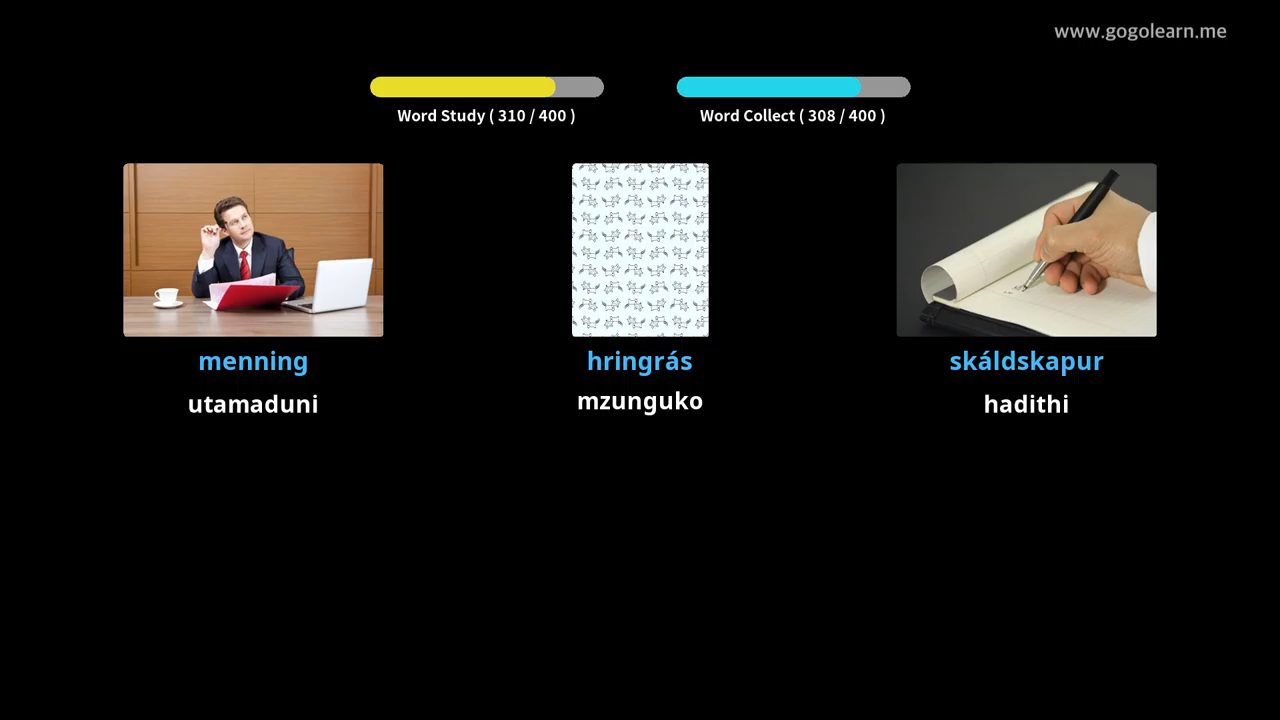 www.gogolearn.me
Word Study ( 310 / 400 )
Word Collect ( 308 / 400 )
menning
hringrás
skáldskapur
utamaduni
mzunguko
hadithi